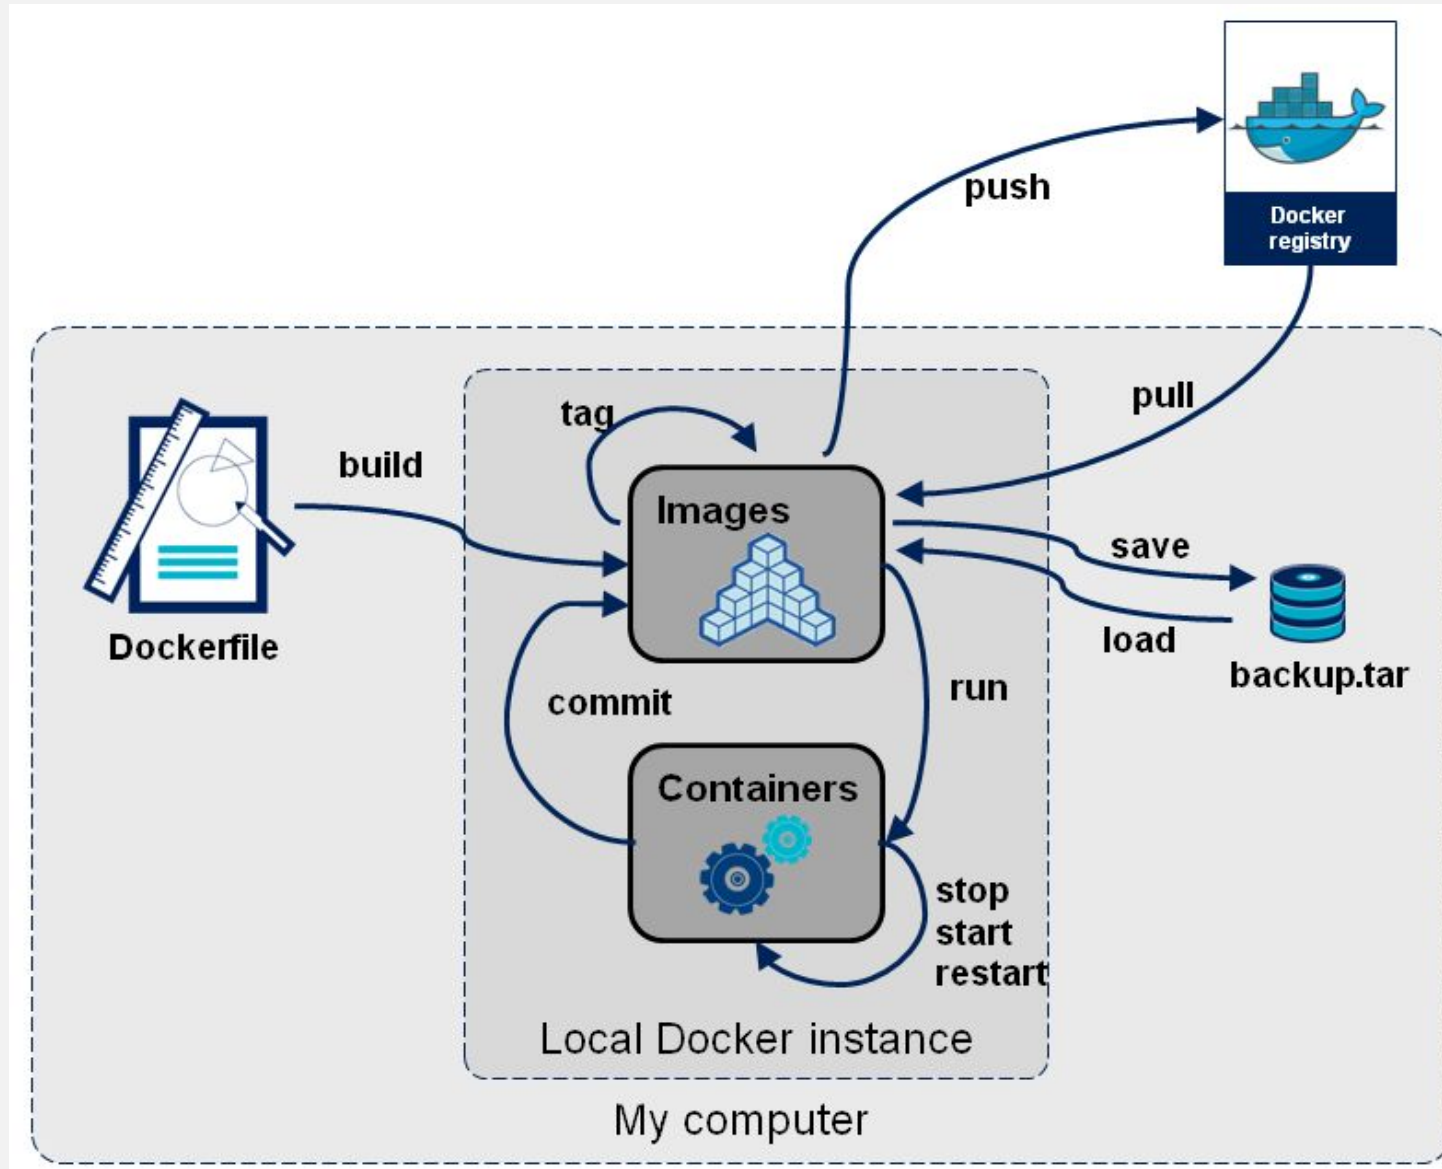 push
Docker
registry
pull
tag
build
Images
save
Dockerfile
load
backup.tar
commit
run
Containers
stop
start
restart
Local Docker instance
My computer